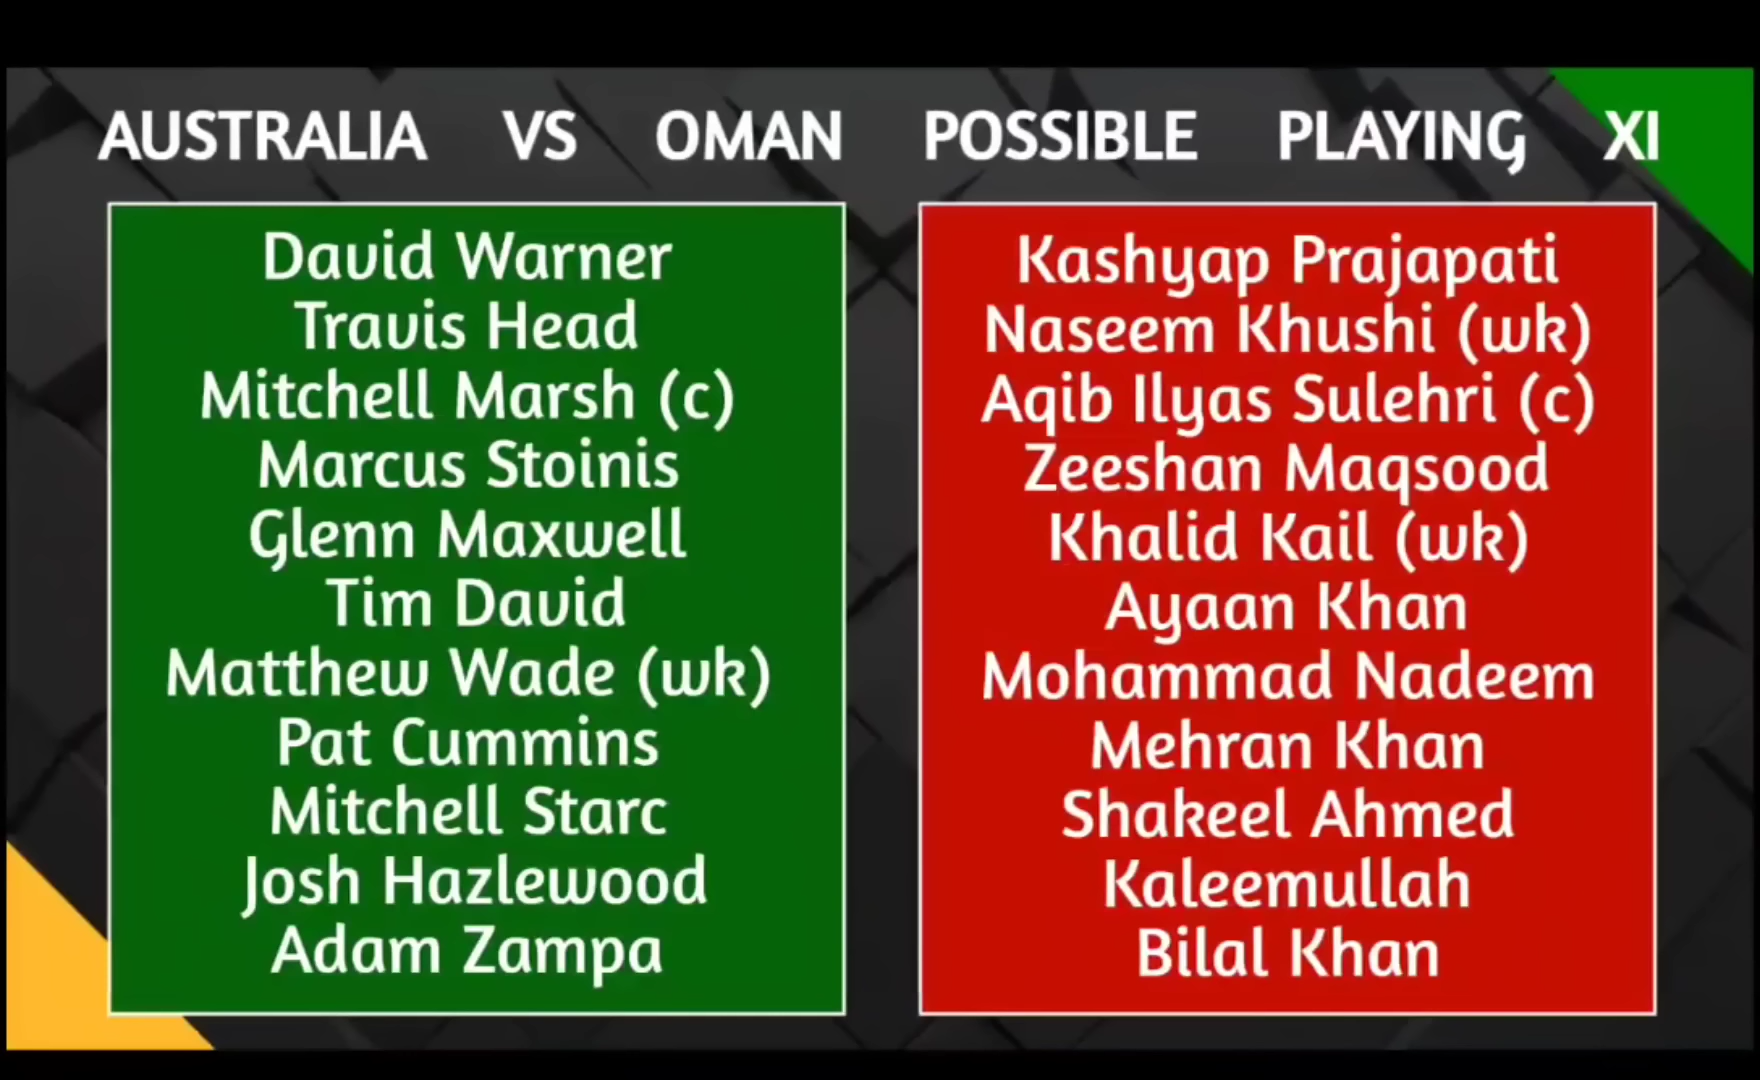 AUSTRALIA VS OMAN POSSIBLE PLAYING XI
David Warner
Travis Head
Mitchell Marsh (c)
Marcus Stoinis
Glenn Maxwell
Tim David
Matthew Wade (wk)
Pat Cummins
Mitchell Starc
Josh Hazlewood
Adam Zampa
Kashyap Prajapati
Naseem Khushi (wk)
Aqib Ilyas Sulehri (c)
Zeeshan Maqsood
Khalid Kail (wk)
Ayaan Khan
Mohammad Nadeem
Mehran Khan
Shakeel Ahmed
Kaleemullah
Bilal Khan